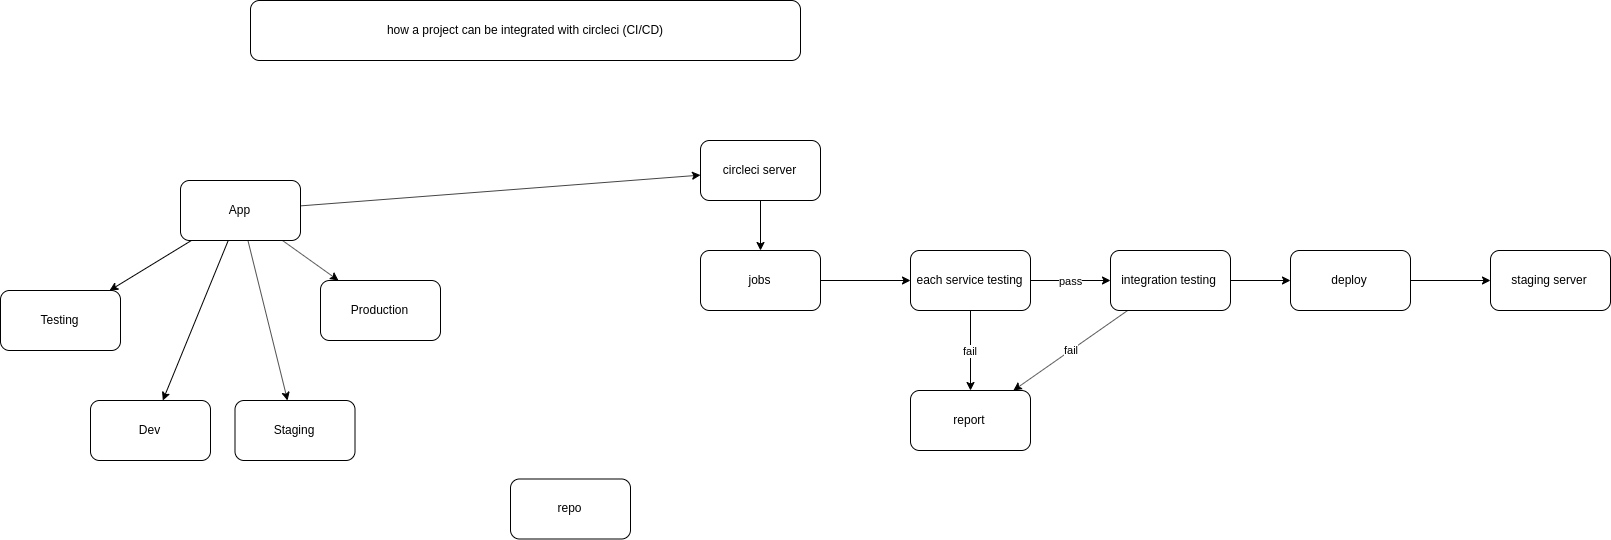 how a project can be integrated with circleci (CI/CD)
circleci server
App
jobs
each service testing
pass
integration testing
deploy
staging server
Testing
Production
fail
fail
report
Dev
Staging
repo